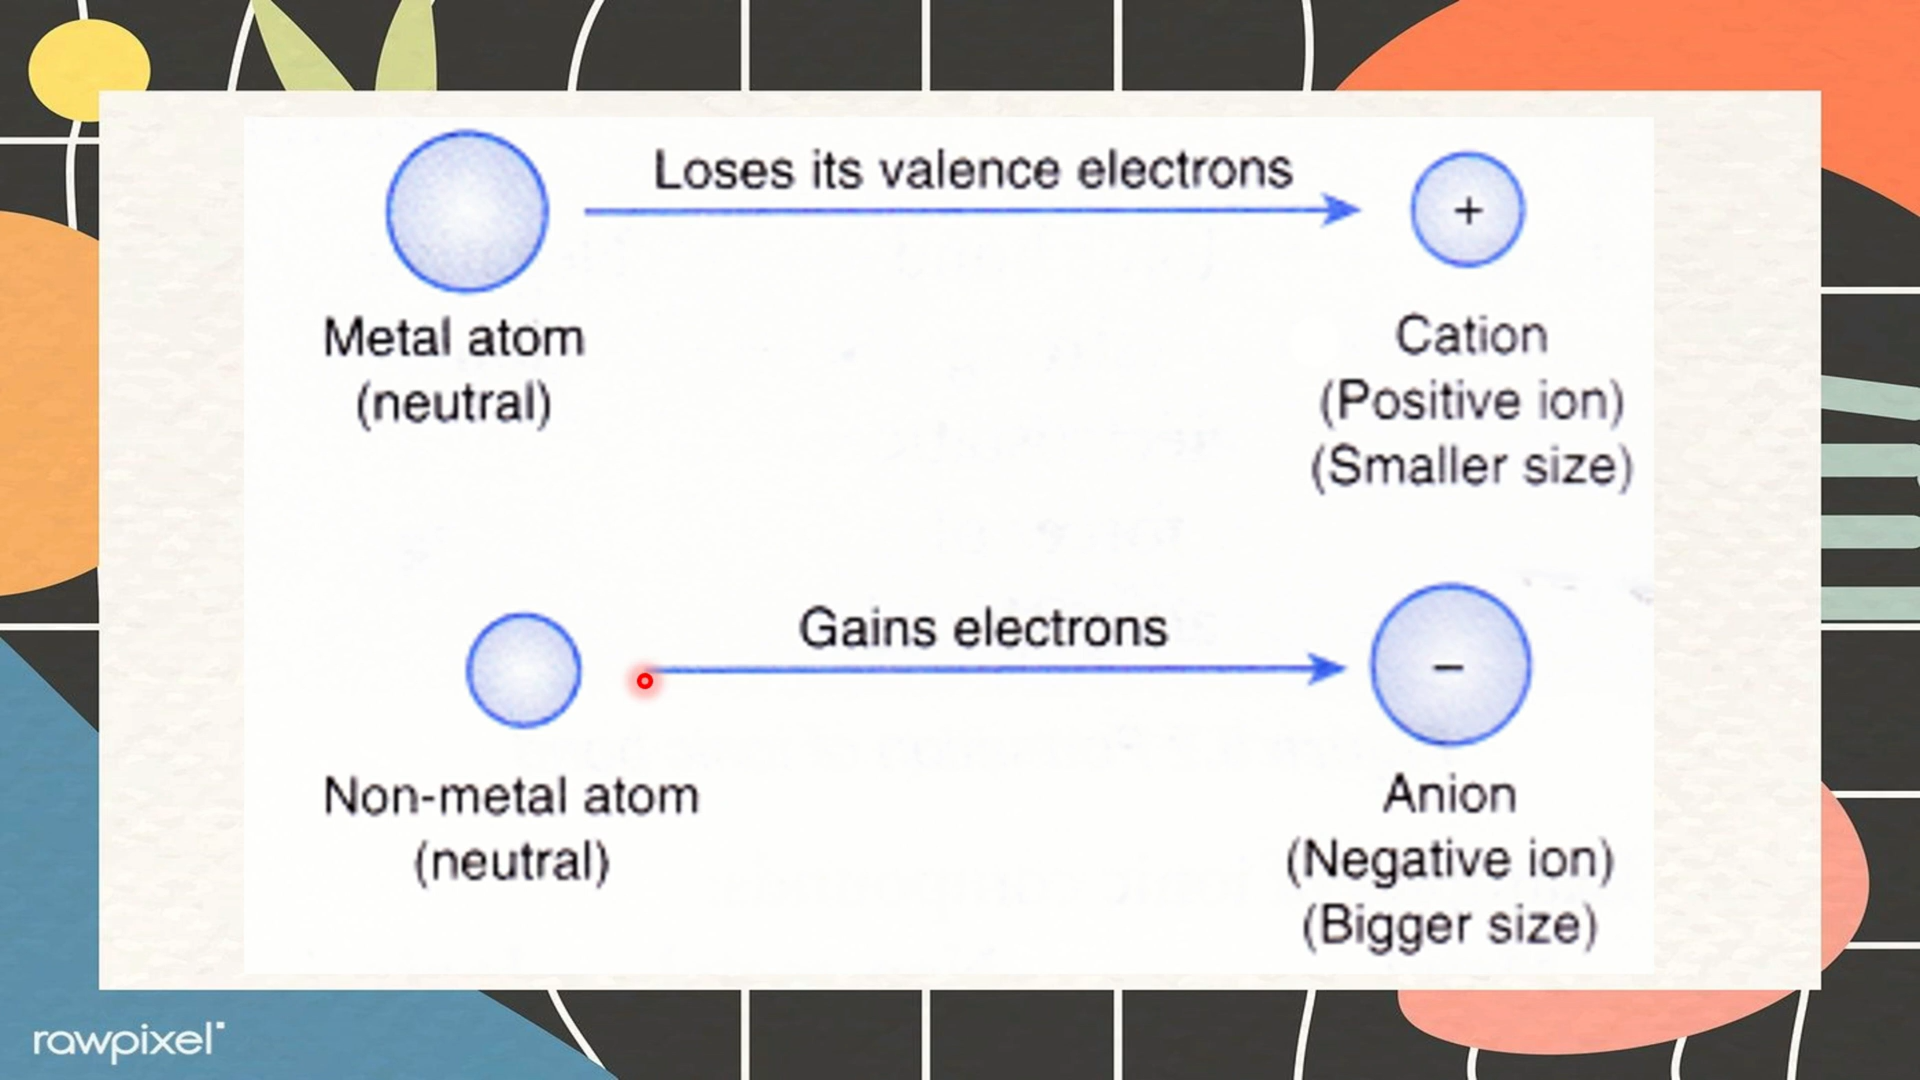 Loses its valence electrons
+
Metal atom
(neutral)
Cation
(Positive ion)
(Smaller size)
Gains electrons
−
Non-metal atom
(neutral)
Anion
(Negative ion)
(Bigger size)
rawpixel